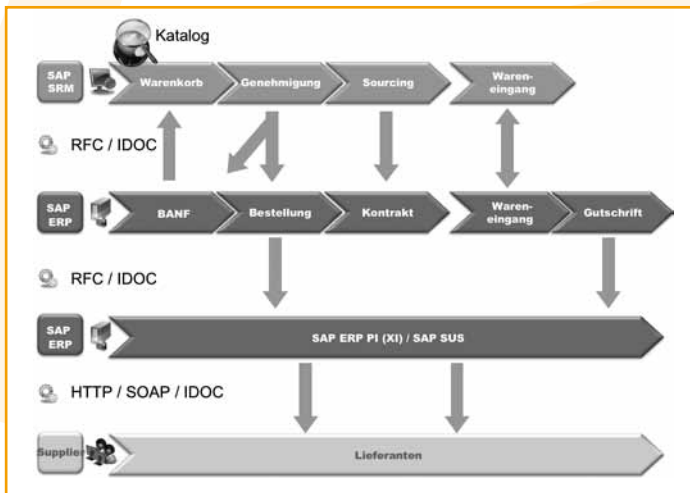 Katalog
SAP
SRM
Warenkorb
Genehmigung
Sourcing
Waren-
eingang
RFC / IDOC
SAP
ERP
BANF
Bestellung
Kontrakt
Waren-
eingang
Gutschrift
RFC / IDOC
SAP
ERP
SAP ERP PI (XI) / SAP SUS
HTTP / SOAP / IDOC
Supplier
Lieferanten